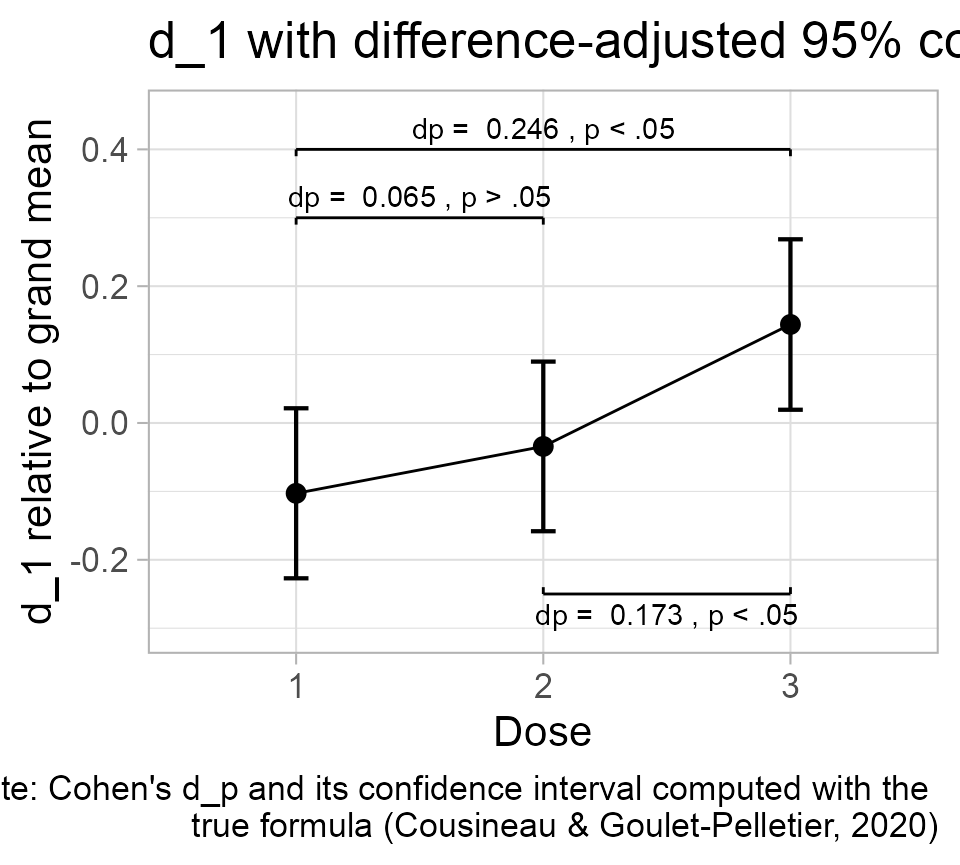 d_1 with difference-adjusted 95% co
d_1 relative to grand mean
0.4
0.2
0.0
-0.2
dp = 0.246 , p < .05
dp = 0.065 , p > .05
dp = 0.173 , p < .05
1
2
3
Dose
te: Cohen's d_p and its confidence interval computed with the
true formula (Cousineau & Goulet-Pelletier, 2020)